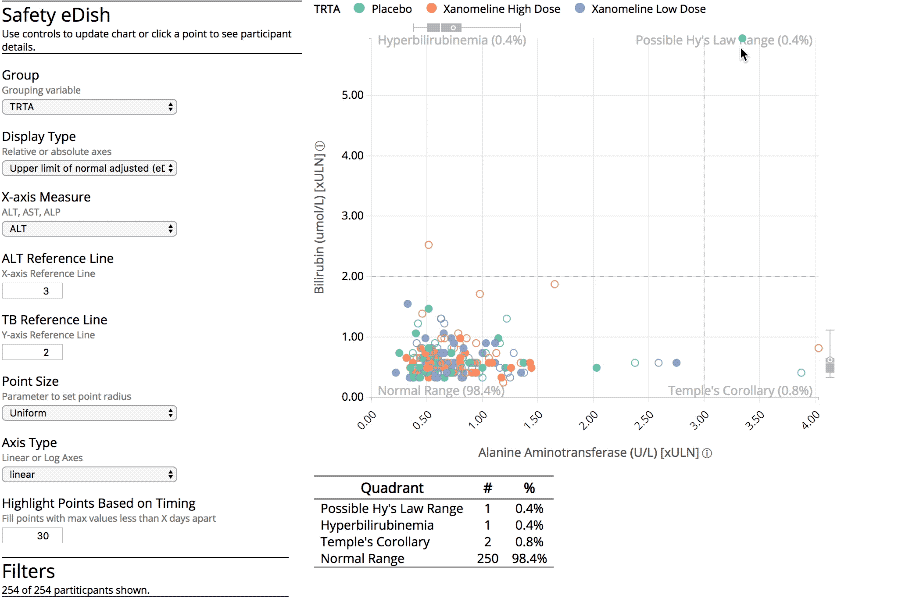 Safety eDish
Use controls to update chart or click a point to see participant
details.
Group
Grouping variable
TRTA
Display Type
Relative or absolute axes
Upper limit of normal adjusted (eD
X-axis Measure
ALT, AST, ALP
ALT
ALT Reference Line
X-axis Reference Line
3
TB Reference Line
Y-axis Reference Line
2
Point Size
Parameter to set point radius
Uniform
Axis Type
Linear or Log Axes
linear
Highlight Points Based on Timing
Fill points with max values less than X days apart
30
Filters
254 of 254 partiticpants shown.
TRTA Placebo Xanomeline High Dose Xanomeline Low Dose
Hyperbilirubinemia (0.4%) Possible Hy's Law Range (0.4%)
5.00
4.00
3.00
2.00
1.00
0.00
Bilirubin (umol/L) [xULN] ⓘ
Normal Range (98.4%) Temple's Corollary (0.8%)
0.00 0.50 1.00 1.50 2.00 2.50 3.00 3.50 4.00
Alanine Aminotransferase (U/L) [xULN] ⓘ
Quadrant # %
Possible Hy's Law Range 1 0.4%
Hyperbilirubinemia 1 0.4%
Temple's Corollary 2 0.8%
Normal Range 250 98.4%